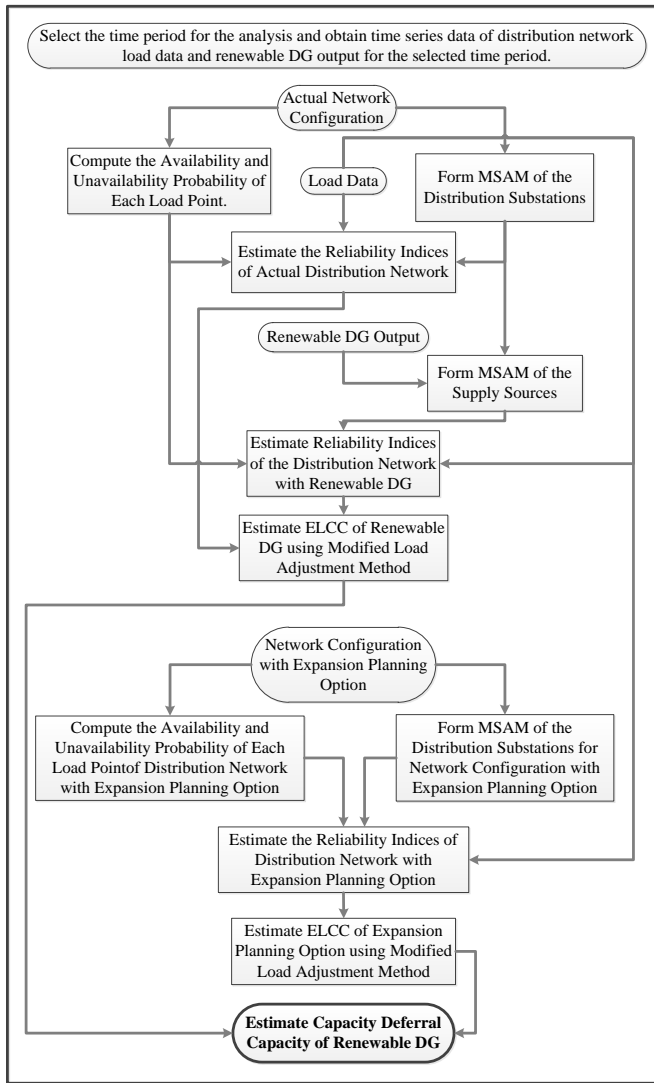 Select the time period for the analysis and obtain time series data of distribution network
load data and renewable DG output for the selected time period.
Actual Network
Configuration
Compute the Availability and
Unavailability Probability of
Each Load Point.
Load Data
Form MSAM of the
Distribution Substations
Estimate the Reliability Indices
of Actual Distribution Network
Renewable DG Output
Form MSAM of the
Supply Sources
Estimate Reliability Indices
of the Distribution Network
with Renewable DG
Estimate ELCC of Renewable
DG using Modified Load
Adjustment Method
Network Configuration
with Expansion Planning
Option
Compute the Availability and
Unavailability Probability of Each
Load Pointof Distribution Network
with Expansion Planning Option
Form MSAM of the
Distribution Substations for
Network Configuration with
Expansion Planning Option
Estimate the Reliability Indices of
Distribution Network with
Expansion Planning Option
Estimate ELCC of Expansion
Planning Option using Modified
Load Adjustment Method
Estimate Capacity Deferral
Capacity of Renewable DG